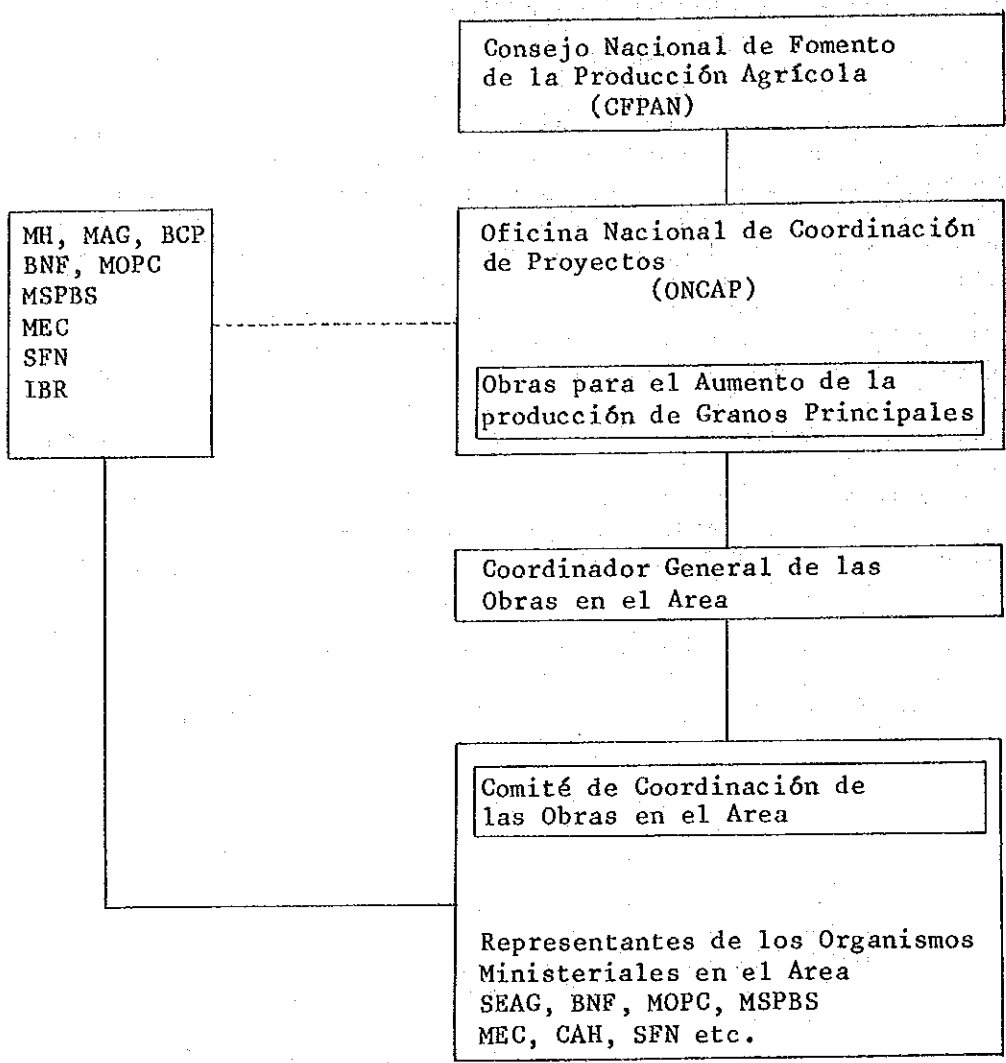 Consejo Nacional de Fomento
de la Producción Agrícola
(CFPAN)
MH, MAG, BCP
BNF, MOPC
MSPBS
MEC
SFN
IBR
Oficina Nacional de Coordinación
de Proyectos
(ONCAP)
Obras para el Aumento de la
producción de Granos Principales
Coordinador General de las
Obras en el Area
Comité de Coordinación de
las Obras en el Area
Representantes de los Organismos
Ministeriales en el Area
SEAG, BNF, MOPC, MSPBS
MEC, CAH, SFN etc.